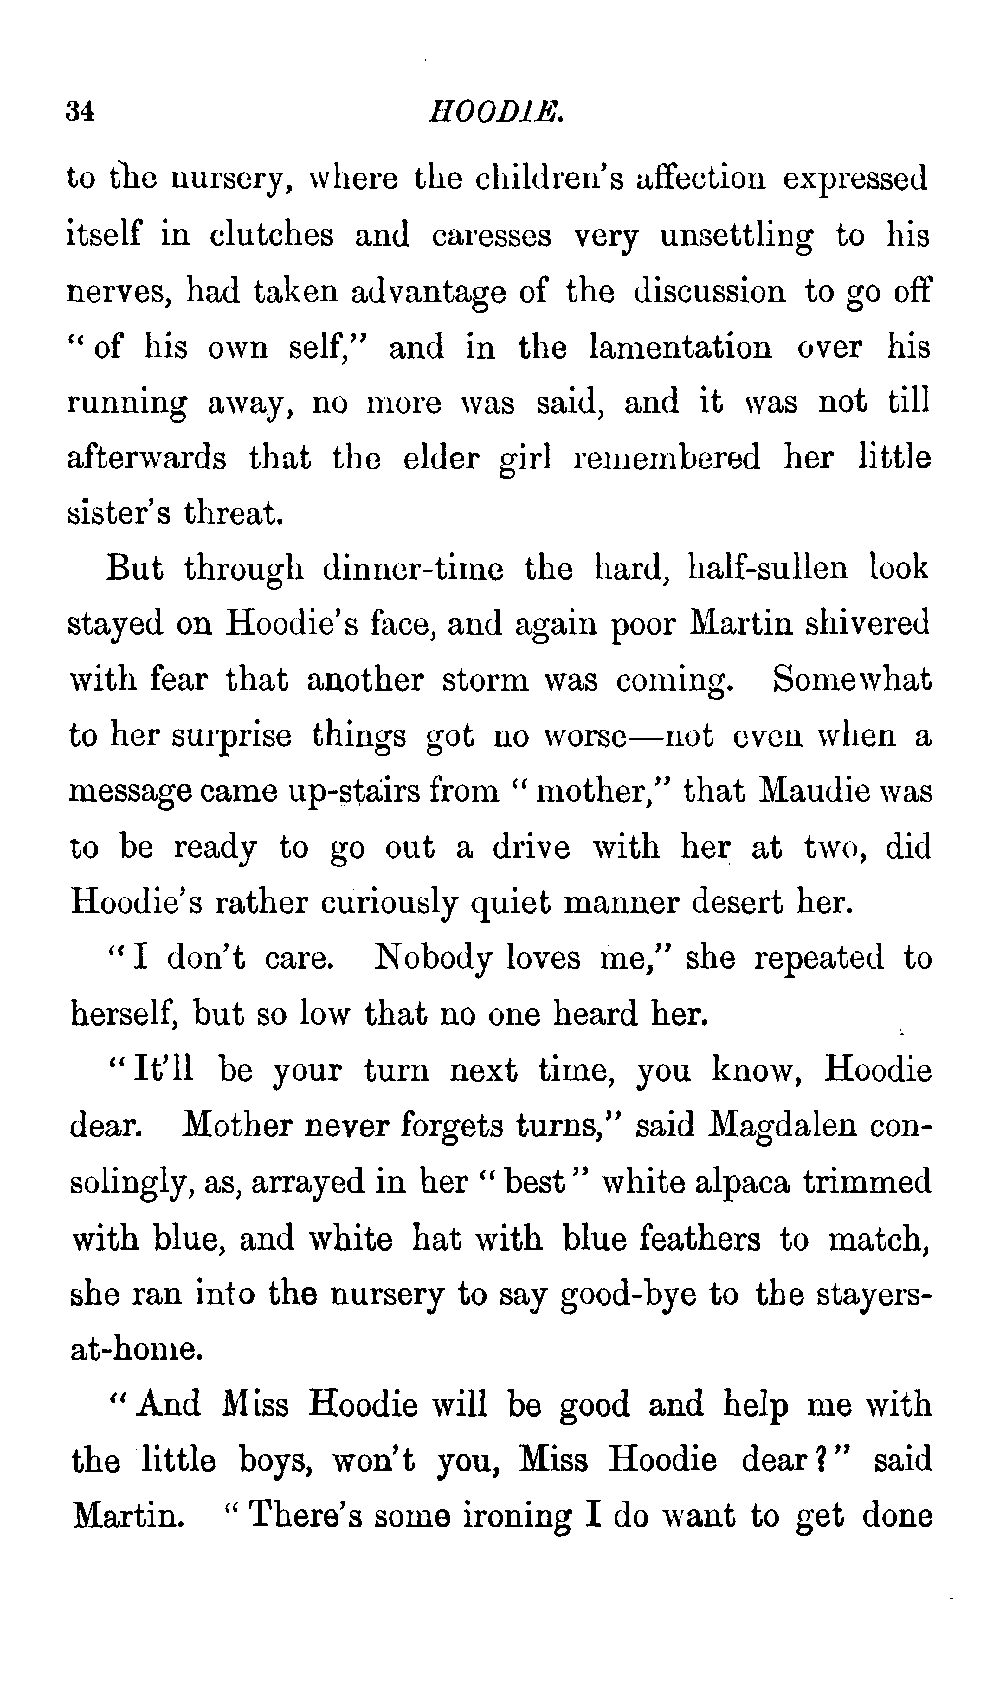 34 HOODIE.
to the nursery, where the children's affection expressed
itself in clutches and caresses very unsettling to his
nerves, had taken advantage of the discussion to go off
"of his own self," and in the lamentation over his
running away, no more was said, and it was not till
afterwards that the elder girl remembered her little
sister's threat.
But through dinner-time the hard, half-sullen look
stayed on Hoodie's face, and again poor Martin shivered
with fear that another storm was coming. Somewhat
to her surprise things got no worse—not even when a
message came up-stairs from "mother," that Maudie was
to be ready to go out a drive with her at two, did
Hoodie's rather curiously quiet manner desert her.
"I don't care. Nobody loves me," she repeated to
herself, but so low that no one heard her.
"It'll be your turn next time, you know, Hoodie
dear. Mother never forgets turns," said Magdalen con-
solingly, as, arrayed in her "best" white alpaca trimmed
with blue, and white hat with blue feathers to match,
she ran into the nursery to say good-bye to the stayers-
at-home.
"And Miss Hoodie will be good and help me with
the little boys, won't you, Miss Hoodie dear?" said
Martin. "There's some ironing I do want to get done